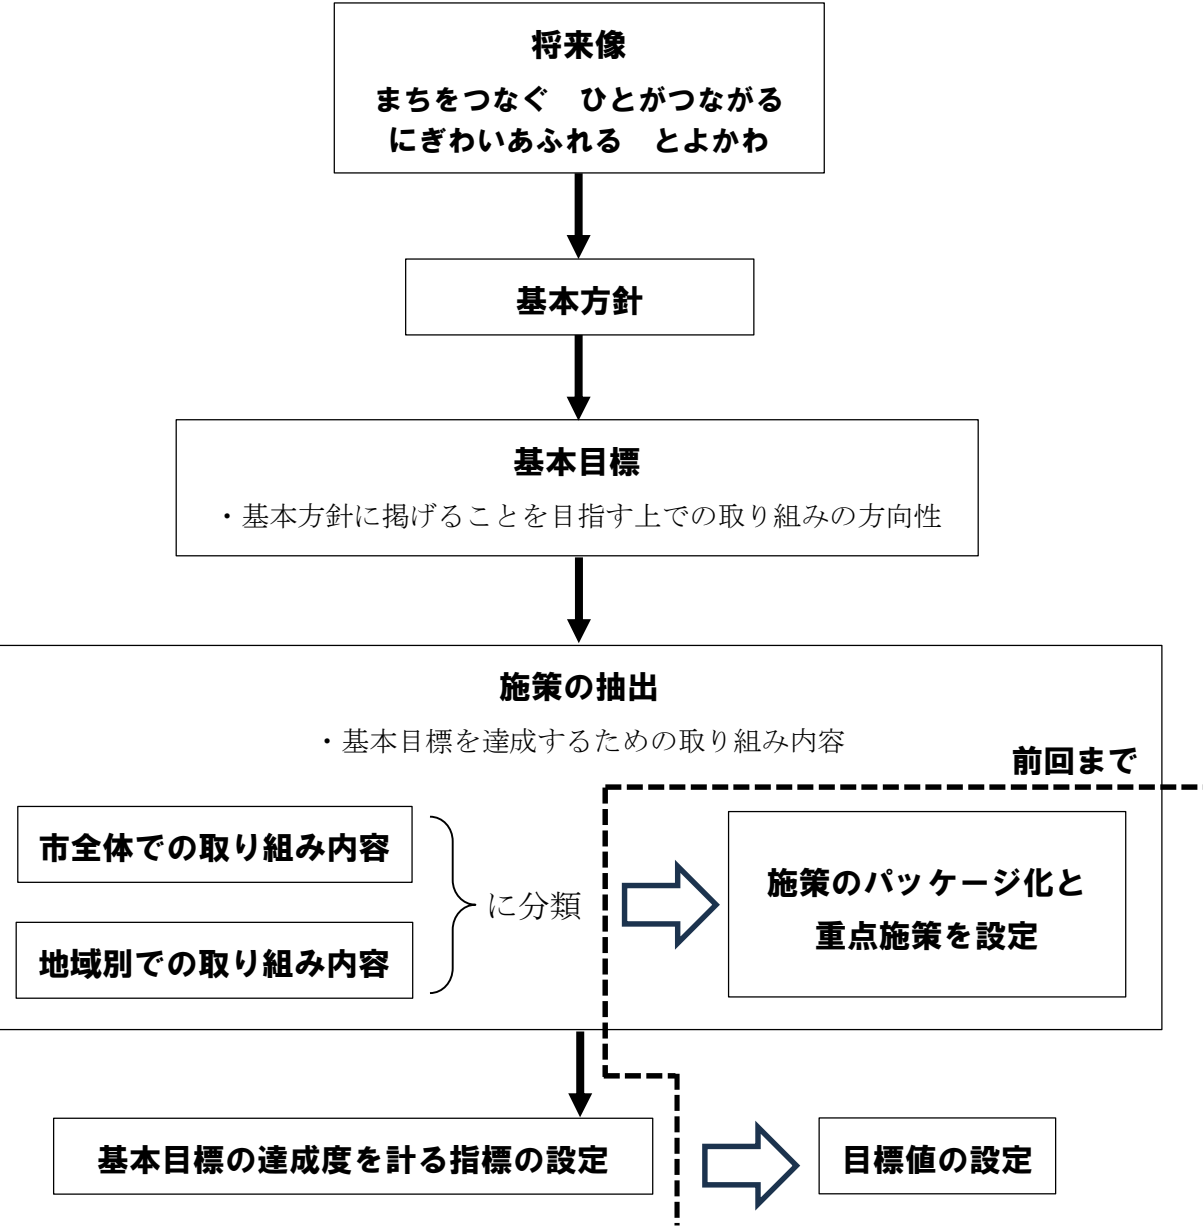 将来像
まちをつなぐ　ひとがつながる
にぎわいあふれる　とよかわ
基本方針
基本目標
・基本方針に掲げることを目指す上での取り組みの方向性
施策の抽出
・基本目標を達成するための取り組み内容
前回まで
市全体での取り組み内容
地域別での取り組み内容
に分類
施策のパッケージ化と
重点施策を設定
基本目標の達成度を計る指標の設定
目標値の設定